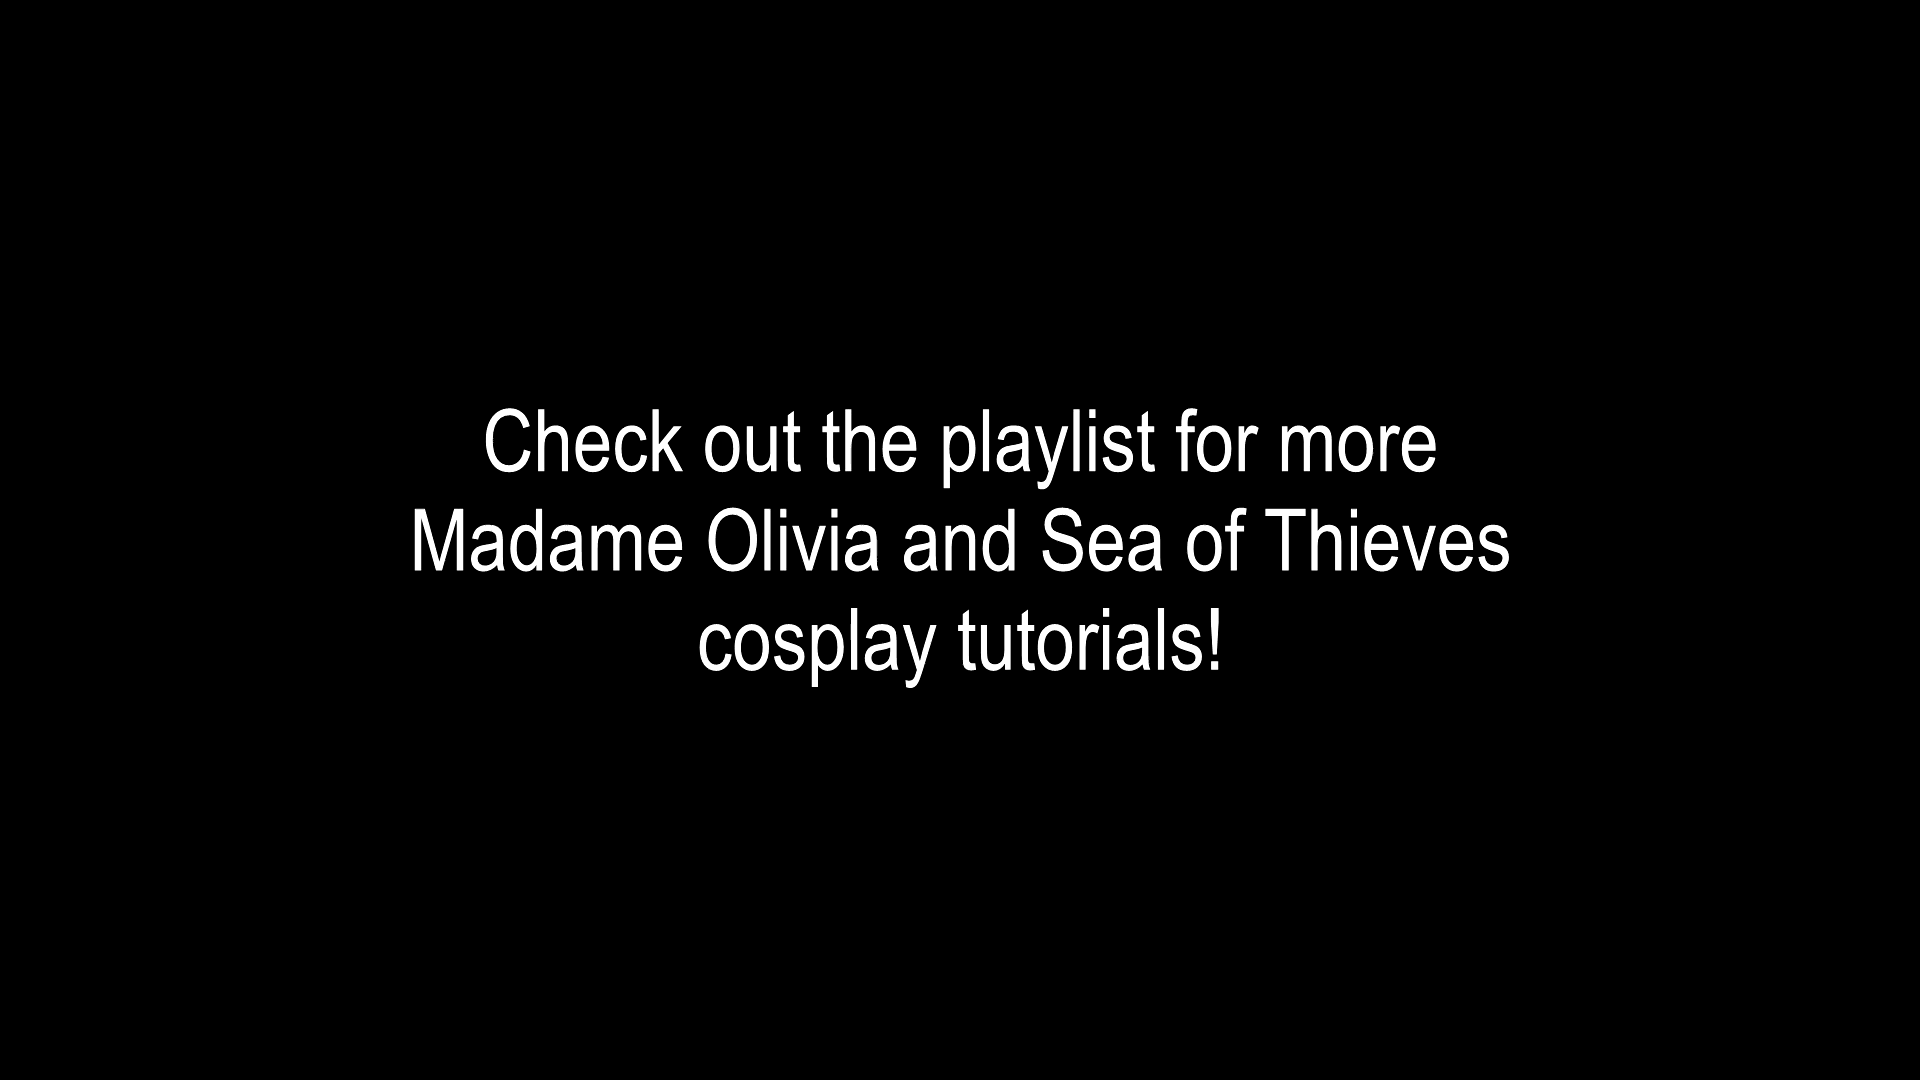 Check out the playlist for more
Madame Olivia and Sea of Thieves
cosplay tutorials!